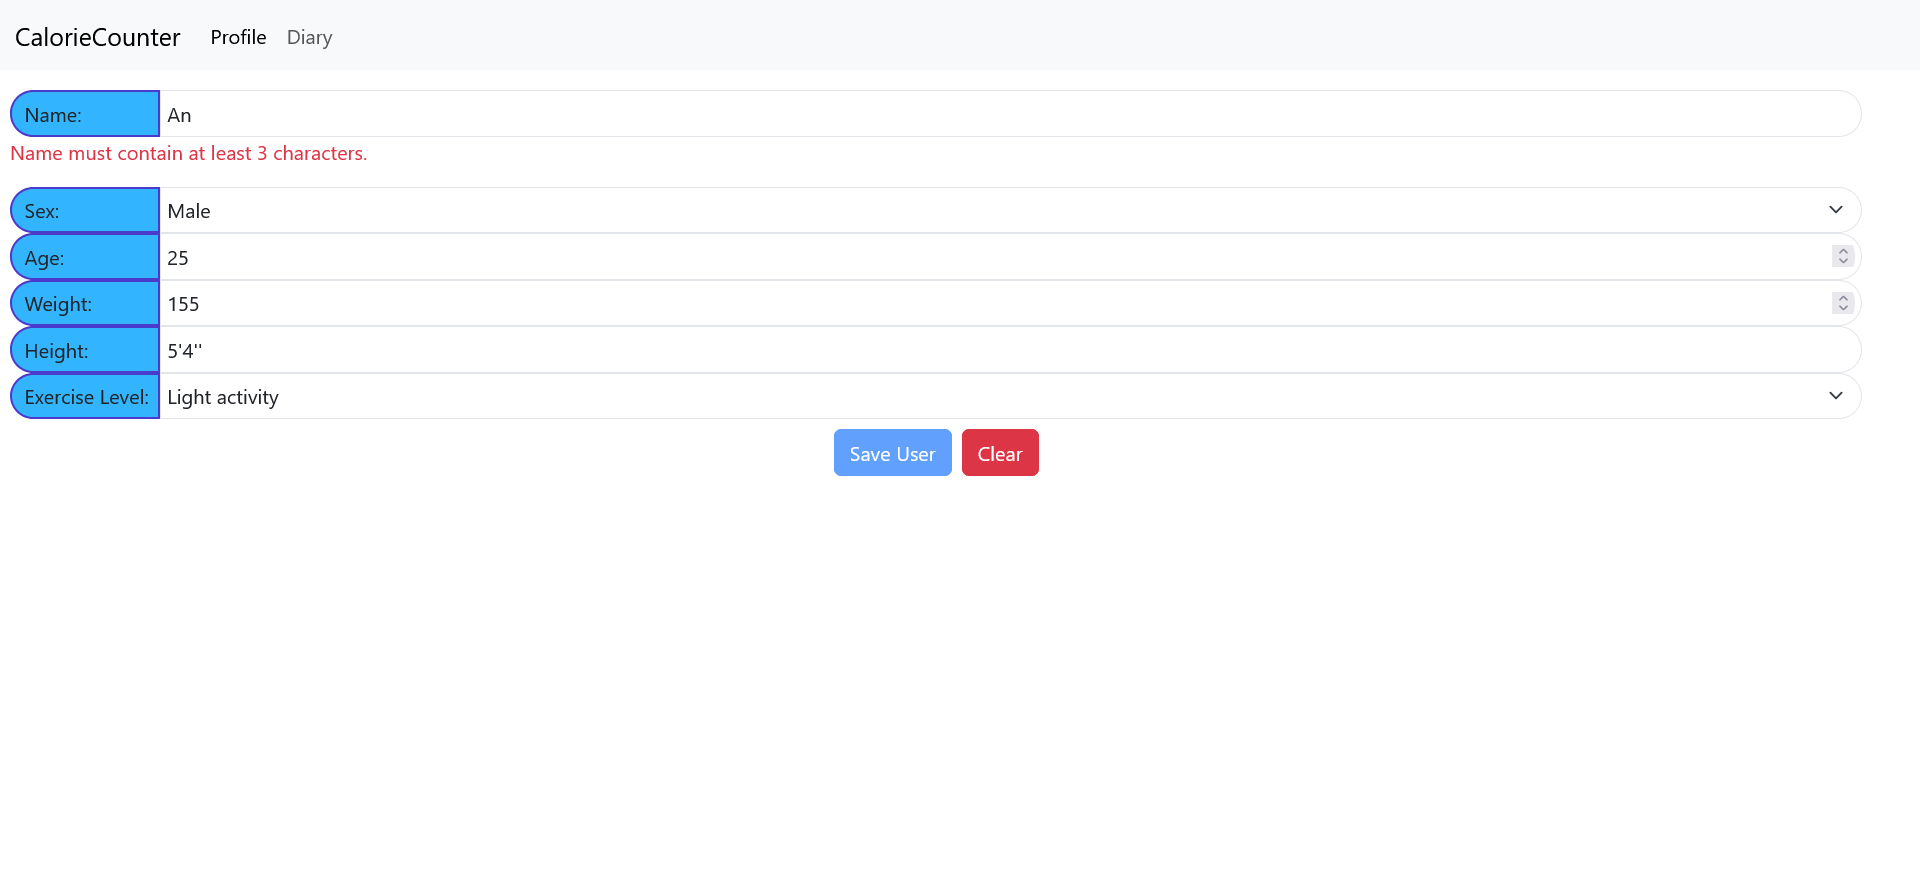 CalorieCounter Profile Diary
Name: An
Name must contain at least 3 characters.
Sex: Male
Age: 25
Weight: 155
Height: 5'4''
Exercise Level: Light activity
Save User Clear